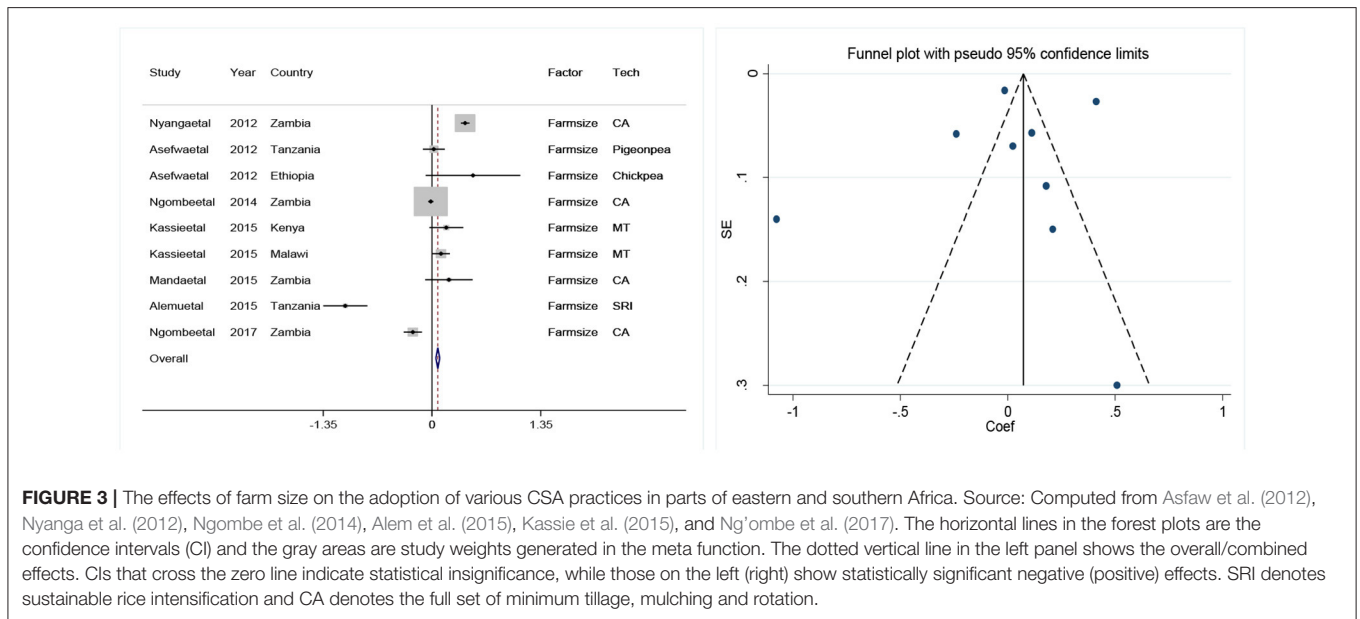 Study Year Country Factor Tech
Nyangaetal 2012 Zambia Farmsize CA
Asefwaetal 2012 Tanzania Farmsize Pigeonpea
Asefwaetal 2012 Ethiopia Farmsize Chickpea
Ngombeetal 2014 Zambia Farmsize CA
Kassieetal 2015 Kenya Farmsize MT
Kassieetal 2015 Malawi Farmsize MT
Mandaetal 2015 Zambia Farmsize CA
Alemuetal 2015 Tanzania Farmsize SRI
Ngombeetal 2017 Zambia Farmsize CA
Overall
-1.35 0 1.35
Funnel plot with pseudo 95% confidence limits
0
.1
.2
.3
SE
-1 -.5 0 .5 1
Coef
FIGURE 3 | The effects of farm size on the adoption of various CSA practices in parts of eastern and southern Africa. Source: Computed from Asfaw et al. (2012),
Nyanga et al. (2012), Ngombe et al. (2014), Alem et al. (2015), Kassie et al. (2015), and Ng'ombe et al. (2017). The horizontal lines in the forest plots are the
confidence intervals (CI) and the gray areas are study weights generated in the meta function. The dotted vertical line in the left panel shows the overall/combined
effects. CIs that cross the zero line indicate statistical insignificance, while those on the left (right) show statistically significant negative (positive) effects. SRI denotes
sustainable rice intensification and CA denotes the full set of minimum tillage, mulching and rotation.